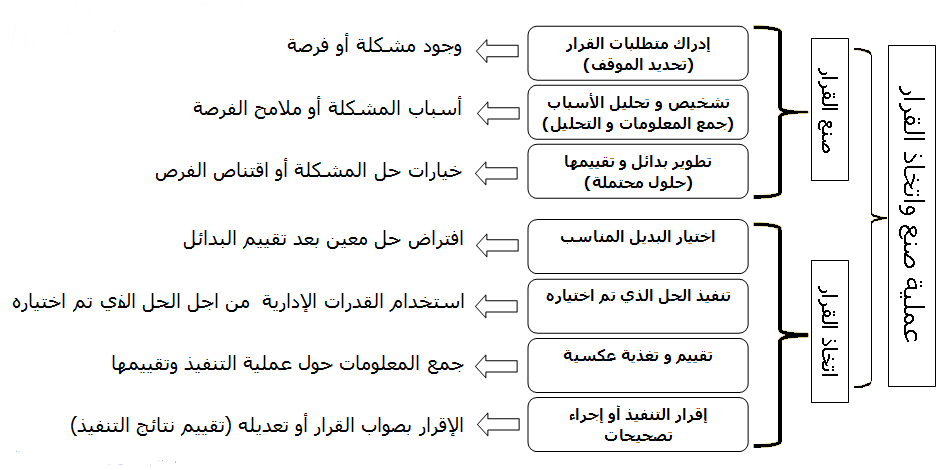 عملية صنع واتخاذ القرار
صنع القرار
إدراك متطلبات القرار
(تحديد الموقف)
وجود مشكلة أو فرصة
تشخيص و تحليل الأسباب
(جمع المعلومات و التحليل)
أسباب المشكلة أو ملامح الفرصة
تطوير بدائل و تقييمها
(حلول محتملة)
خيارات حل المشكلة أو اقتناص الفرص
اتخاذ القرار
اختيار البديل المناسب
افتراض حل معين بعد تقييم البدائل
تنفيذ الحل الذي تم اختياره
استخدام القدرات الإدارية من اجل الحل الذي تم اختياره
تقييم و تغذية عكسية
جمع المعلومات حول عملية التنفيذ وتقييمها
إقرار التنفيذ أو إجراء
تصحيحات
الإقرار بصواب القرار أو تعديله (تقييم نتائج التنفيذ)